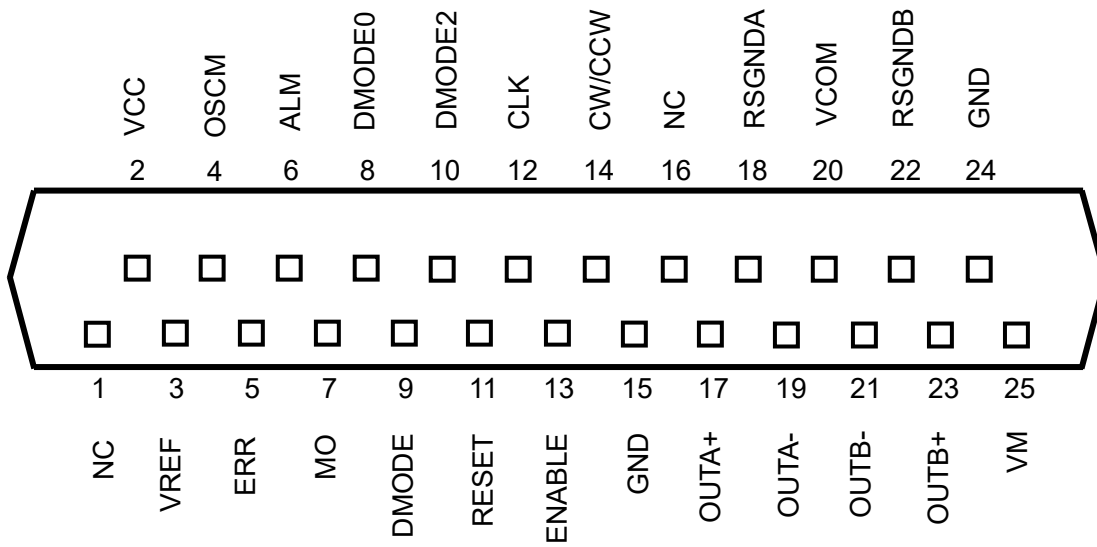 VCC OSCM ALM DMODE0 DMODE2 CLK CW/CCW NC RSGNDA VCOM RSGNDB GND
2 4 6 8 10 12 14 16 18 20 22 24
1 3 5 7 9 11 13 15 17 19 21 23 25
NC VREF ERR MO DMODE RESET ENABLE GND OUTA+ OUTA- OUTB- OUTB+ VM